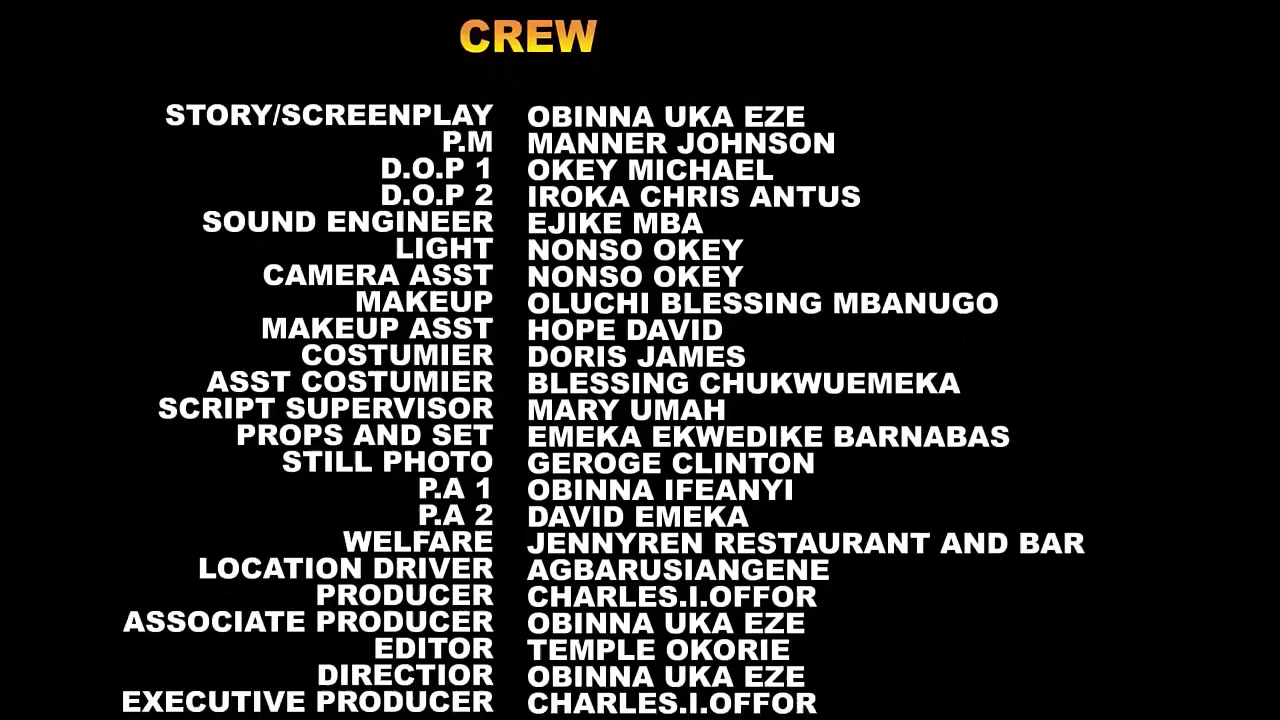 CREW
STORY/SCREENPLAY OBINNA UKA EZE
P.M MANNER JOHNSON
D.O.P 1 OKEY MICHAEL
D.O.P 2 IROKA CHRIS ANTUS
SOUND ENGINEER EJIKE MBA
LIGHT NONSO OKEY
CAMERA ASST NONSO OKEY
MAKEUP OLUCHI BLESSING MBANUGO
MAKEUP ASST HOPE DAVID
COSTUMIER DORIS JAMES
ASST COSTUMIER BLESSING CHUKWUEMEKA
SCRIPT SUPERVISOR MARY UMAH
PROPS AND SET EMEKA EKWEDIKE BARNABAS
STILL PHOTO GEROGE CLINTON
P.A 1 OBINNA IFEANYI
P.A 2 DAVID EMEKA
WELFARE JENNYREN RESTAURANT AND BAR
LOCATION DRIVER AGBARUSIANGENE
PRODUCER CHARLES.I.OFFOR
ASSOCIATE PRODUCER OBINNA UKA EZE
EDITOR TEMPLE OKORIE
DIRECTIOR OBINNA UKA EZE
EXECUTIVE PRODUCER CHARLES.I.OFFOR